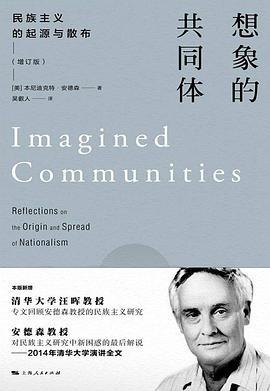 民族主义
的起源与散布
（增订版）
[美] 本尼迪克特·安德森 — 著
吴叡人 — 译
想象的
共同体
Imagined
Communities
Reflections on
the Origin and Spread
of Nationalism
本版新增
清华大学汪晖教授
专文回顾安德森教授的民族主义研究
安德森教授
对民族主义研究中新困惑的最后解说
——2014年清华大学演讲全文
上海人民出版社